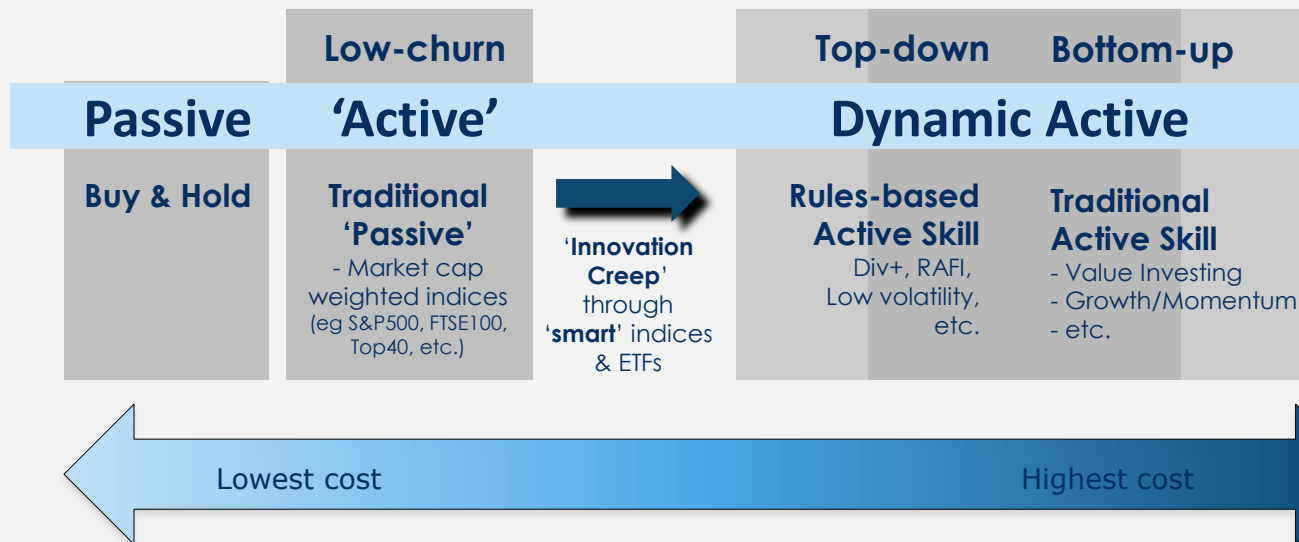 Low-churn
Top-down
Bottom-up
Passive
‘Active’
Dynamic Active
Buy & Hold
Traditional
‘Passive’
- Market cap
weighted indices
(eg S&P500, FTSE100,
Top40, etc.)
‘Innovation
Creep’
through
‘smart’ indices
& ETFs
Rules-based
Active Skill
Div+, RAFI,
Low volatility,
etc.
Traditional
Active Skill
- Value Investing
- Growth/Momentum
- etc.
Lowest cost
Highest cost